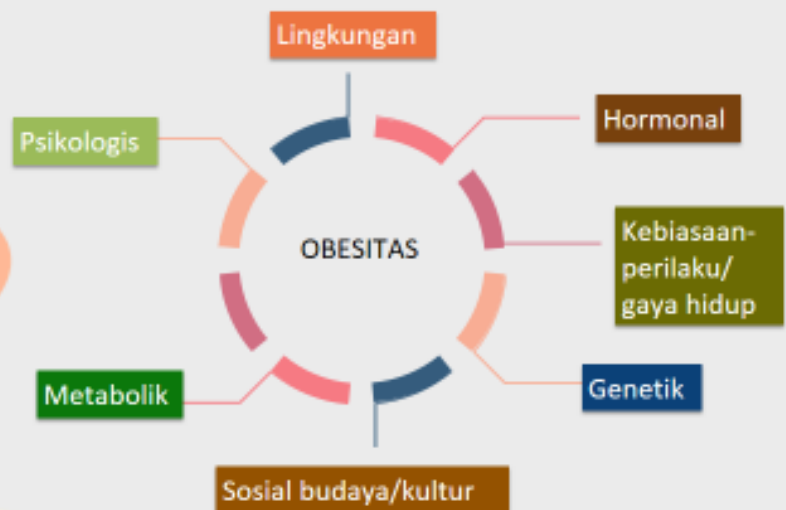 Lingkungan
Hormonal
Psikologis
Kebiasaan-
perilaku/
gaya hidup
OBESITAS
Genetik
Metabolik
Sosial budaya/kultur